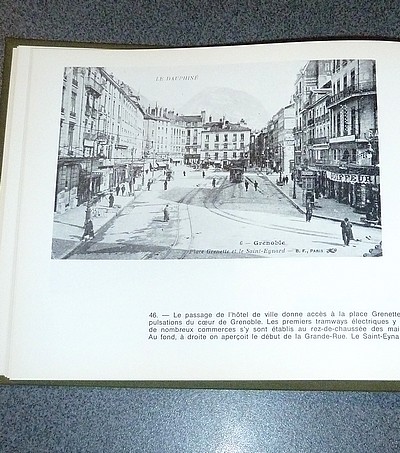 LE DAUPHINÉ
COIFFEUR
6 - Grenoble
Place Grenette et le Saint-Eynard — B. F., PARIS
46. — Le passage de l'hôtel de ville donne accès à la place Grenette
pulsations du cœur de Grenoble. Les premiers tramways électriques y
de nombreux commerces s'y sont établis au rez-de-chaussée des mai
Au fond, à droite on aperçoit le début de la Grande-Rue. Le Saint-Eyna